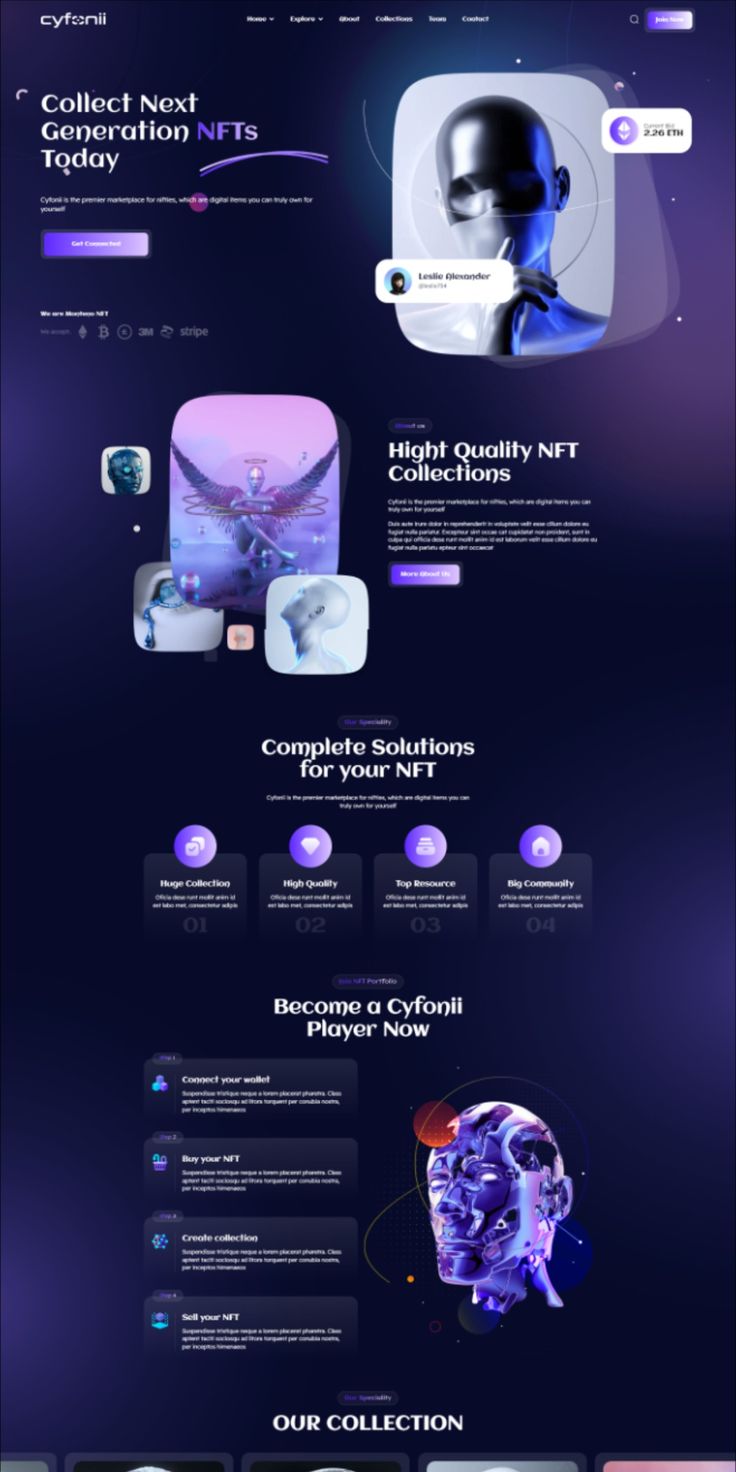 cyfonii
Home Explore About Collections Team Contact
Join Now
Collect Next
Generation NFTs
Today
Cyfonii is the premier marketplace for nifties, which are digital items you can truly own for
yourself
Get Connected
Current Bid
2.26 ETH
Leslie Alexander
We are
NFT
We accept
3M
stripe
About us
Hight Quality NFT
Collections
Cyfonii is the premier marketplace for nifties, which are digital items you can
truly own for yourself
Duis aute irure dolor in reprehenderit in voluptate velit esse cillum dolore eu
fugiat nulla pariatur. Excepteur sint occae cat cupidatat non proident, sunt in
culpa qui officia dese runt mollit anim id est laborum velit esse cillum dolore eu
fugiat nulla pariatu epteur sint occaecat
More About Us
Our Speciality
Complete Solutions
for your NFT
Cyfonii is the premier marketplace for nifties, which are digital items you can
truly own for yourself
Huge Collection
Officia dese runt mollit anim id
est labo met, consectetur adipis
01
High Quality
Officia dese runt mollit anim id
est labo met, consectetur adipis
02
Top Resource
Officia dese runt mollit anim id
est labo met, consectetur adipis
03
Big Community
Officia dese runt mollit anim id
est labo met, consectetur adipis
04
Join NFT Portfolio
Become a Cyfonii
Player Now
Step 1
Connect your wallet
Suspendisse tristique neque a lorem placerat pharetra. Class
aptent taciti sociosqu ad litora torquent per conubia nostra,
per inceptos himenaeos
Step 2
Buy your NFT
Suspendisse tristique neque a lorem placerat pharetra. Class
aptent taciti sociosqu ad litora torquent per conubia nostra,
per inceptos himenaeos
Step 3
Create collection
Suspendisse tristique neque a lorem placerat pharetra. Class
aptent taciti sociosqu ad litora torquent per conubia nostra,
per inceptos himenaeos
Step 4
Sell your NFT
Suspendisse tristique neque a lorem placerat pharetra. Class
aptent taciti sociosqu ad litora torquent per conubia nostra,
per inceptos himenaeos
Our Speciality
OUR COLLECTION